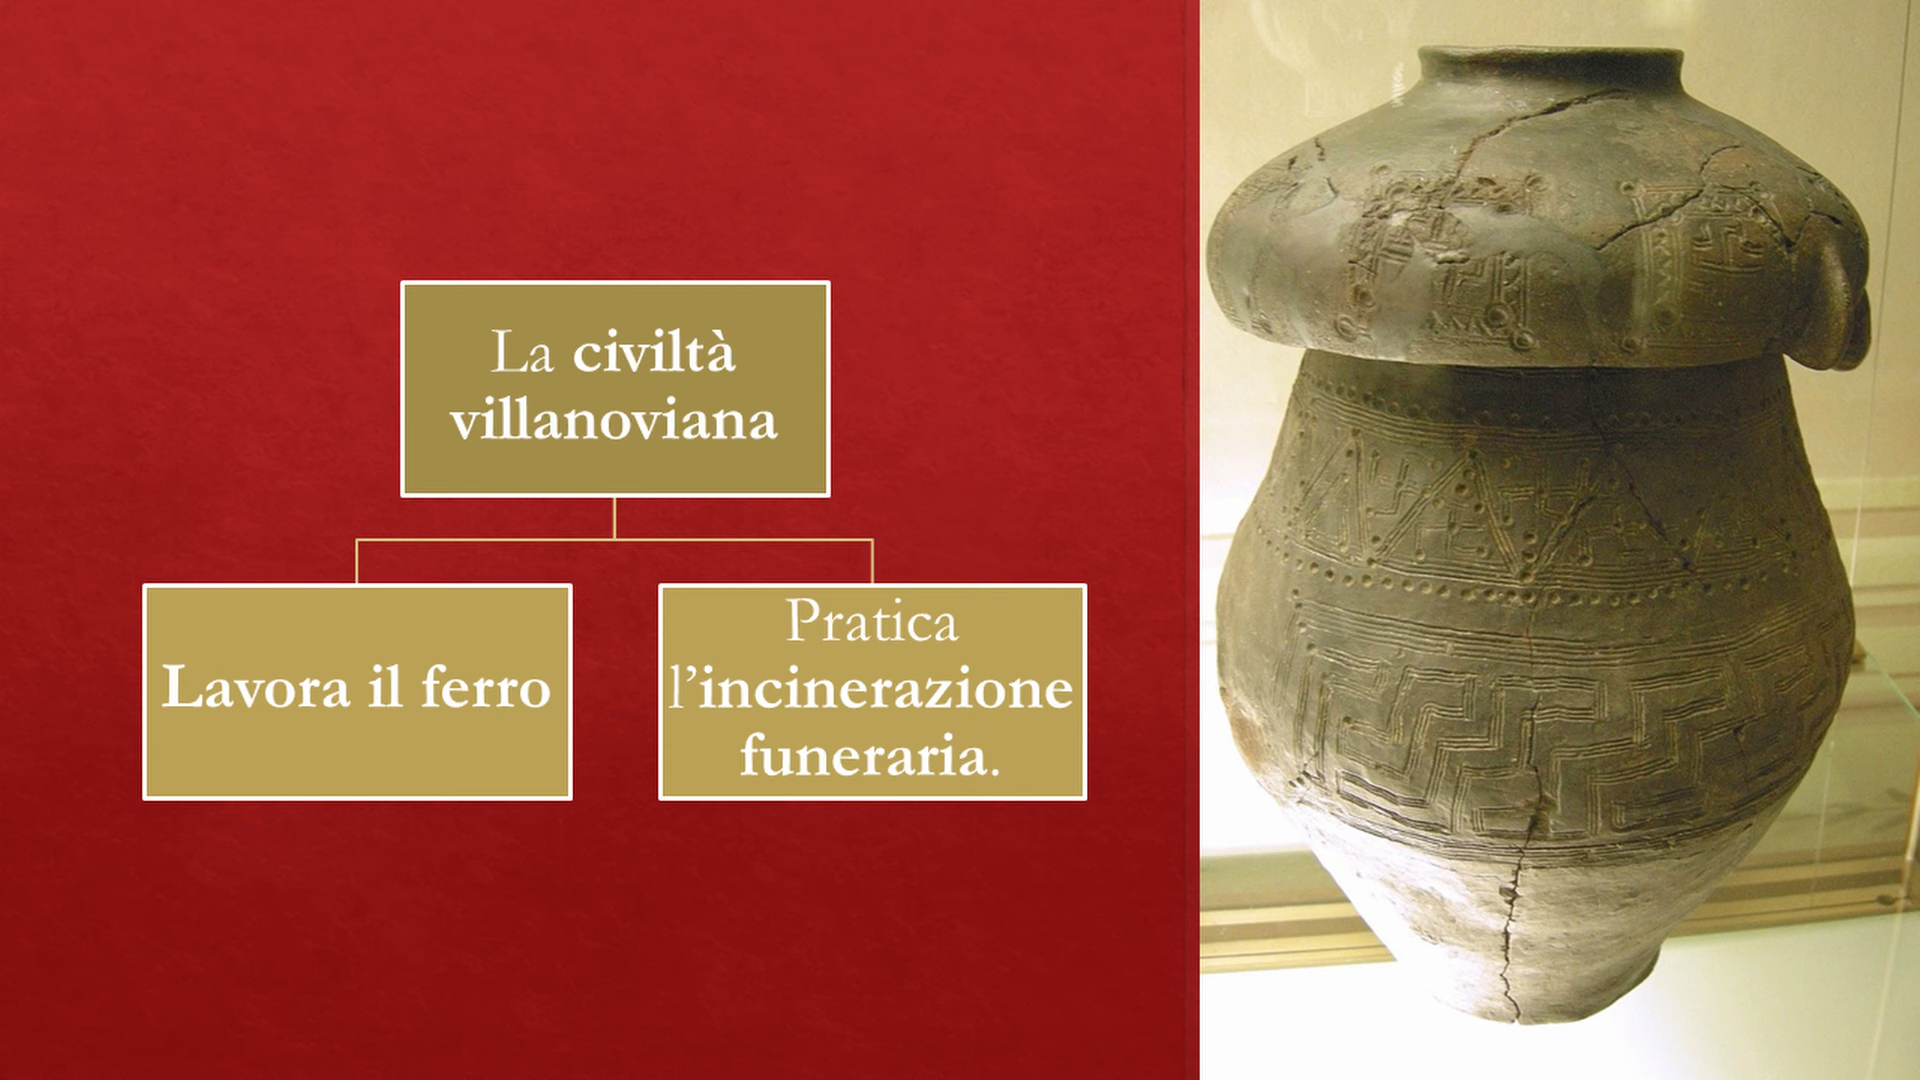 La civiltà
villanoviana
Lavora il ferro
Pratica
l’incinerazione
funeraria.